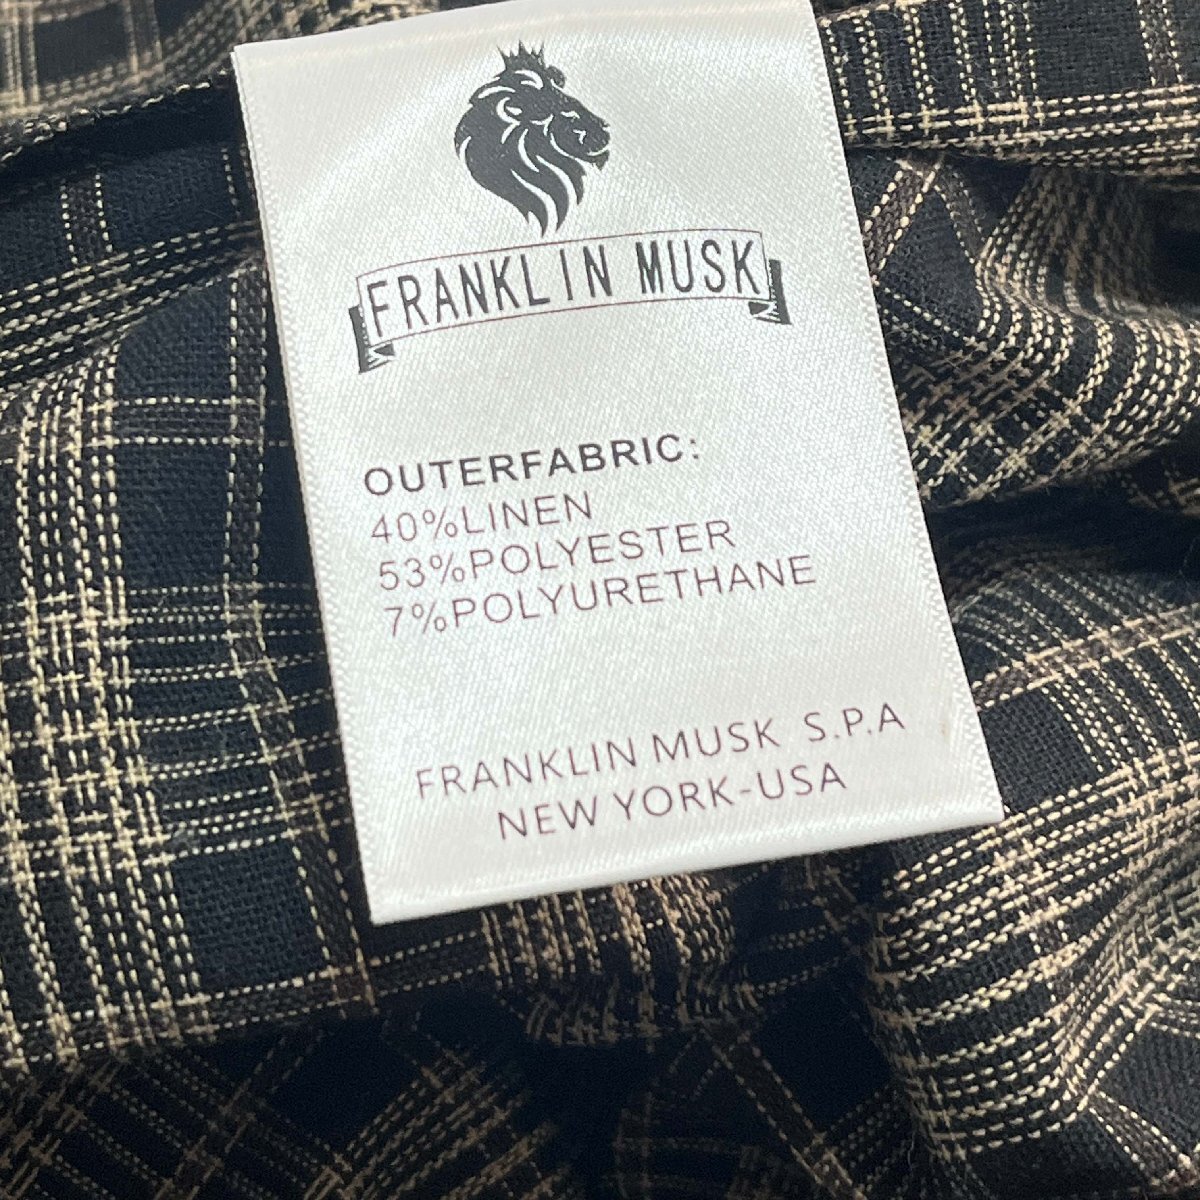 FRANKLIN MUSK
OUTERFABRIC:
40%LINEN
53%POLYESTER
7%POLYURETHANE
FRANKLIN MUSK S.P.A
NEW YORK-USA